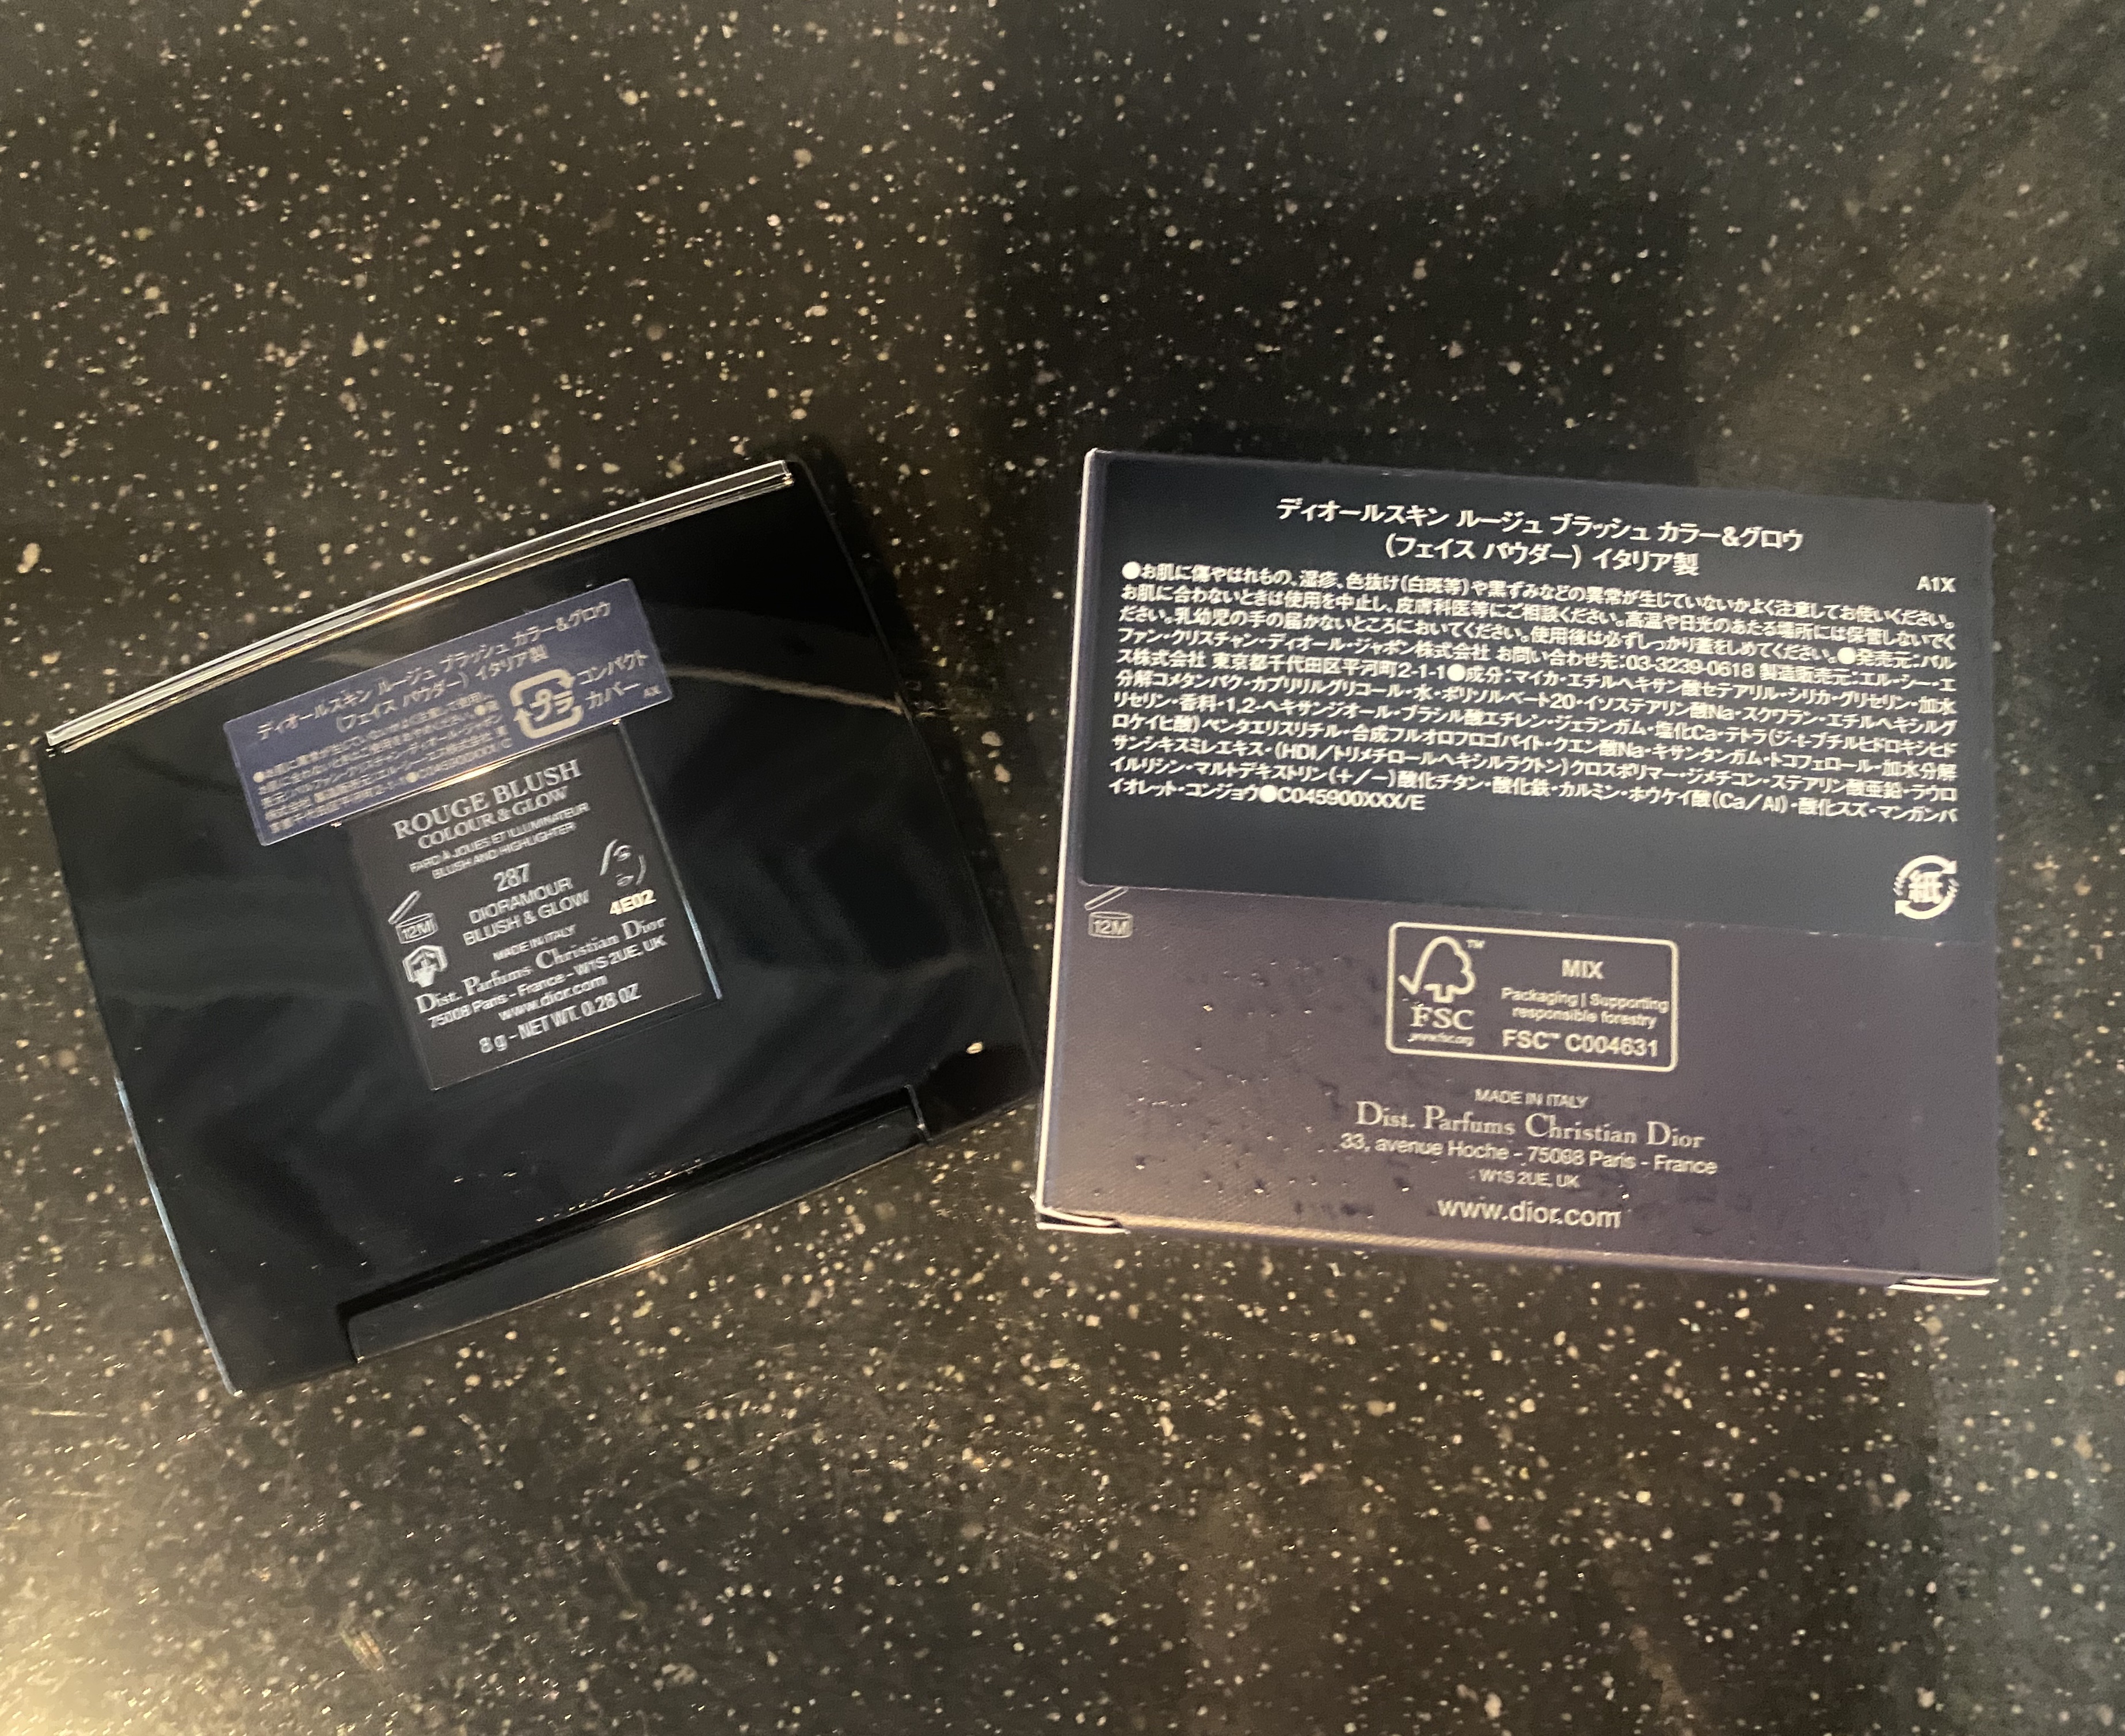 ディオールスキン ルージュ ブラッシュ カラー&グロウ
(フェイス パウダー) イタリア製
コンパクト
カバー
プラ
ROUGE BLUSH
COLOUR & GLOW
FARD À JOUES ET ILLUMINATEUR
BLUSH AND HIGHLIGHTER
287
DIORAMOUR
BLUSH & GLOW
4E02
12M
MADE IN ITALY
Dist. Parfums Christian Dior
75008 Paris - France - W1S 2UE, UK
www.dior.com
8 g - NET WT. 0.28 OZ
ディオールスキン ルージュ ブラッシュ カラー&グロウ
(フェイス パウダー) イタリア製
A1X
●お肌に傷やはれもの、湿疹、色抜け(白斑等)や黒ずみなどの異常が生じていないかよく注意してお使いください。
お肌に合わないときは使用を中止し、皮膚科医等にご相談ください。高温や日光のあたる場所には保管しないでく
ださい。乳幼児の手の届かないところにおいてください。使用後は必ずしっかり蓋をしめてください。●発売元:パル
ファン・クリスチャン・ディオール・ジャポン株式会社 お問い合わせ先:03-3239-0618 製造販売元:エル・シー・エ
ス株式会社 東京都千代田区平河町2-1-1●成分:マイカ・エチルヘキサン酸セテアリル・シリカ・グリセリン・加水
分解コメタンパク・カプリリルグリコール・水・ポリソルベート20・イソステアリン酸Na・スクワラン・エチルヘキシルグ
リセリン・香料・1,2-ヘキサンジオール・ブラシル酸エチレン・ジェランガム・塩化Ca・テトラ(ジ-t-ブチルヒドロキシヒド
ロケイヒ酸)ペンタエリスリチル・合成フルオロフロゴパイト・クエン酸Na・キサンタンガム・トコフェロール・加水分解
サンシキスミレエキス・(HDI/トリメチロールヘキシルラクトン)クロスポリマー・ジメチコン・ステアリン酸亜鉛・ラウロ
イルリシン・マルトデキストリン(+/-)酸化チタン・酸化鉄・カルミン・ホウケイ酸(Ca/Al)・酸化スズ・マンガンバ
イオレット・コンジョウ●C045900XXX/E
紙
12M
FSC
www.fsc.org
MIX
Packaging | Supporting
responsible forestry
FSC™ C004631
MADE IN ITALY
Dist. Parfums Christian Dior
33, avenue Hoche - 75008 Paris - France
W1S 2UE, UK
www.dior.com